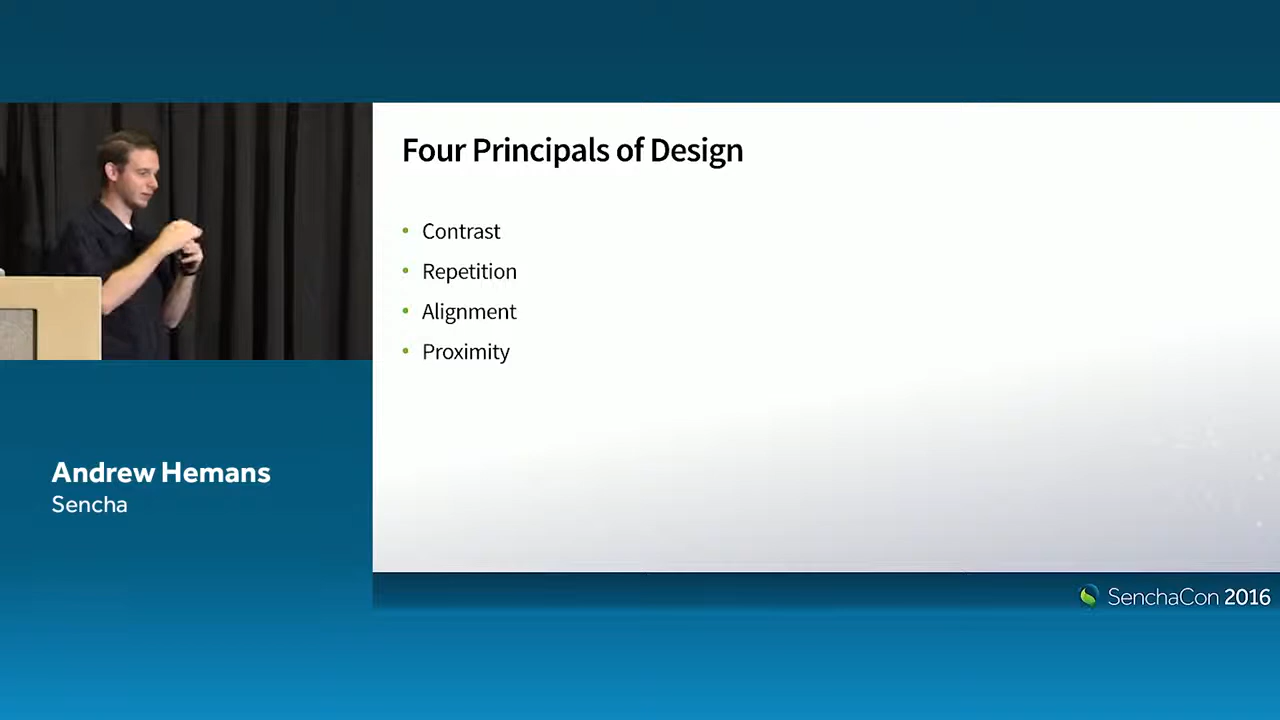 Four Principals of Design
• Contrast
• Repetition
• Alignment
• Proximity
Andrew Hemans
Sencha
SenchaCon 2016